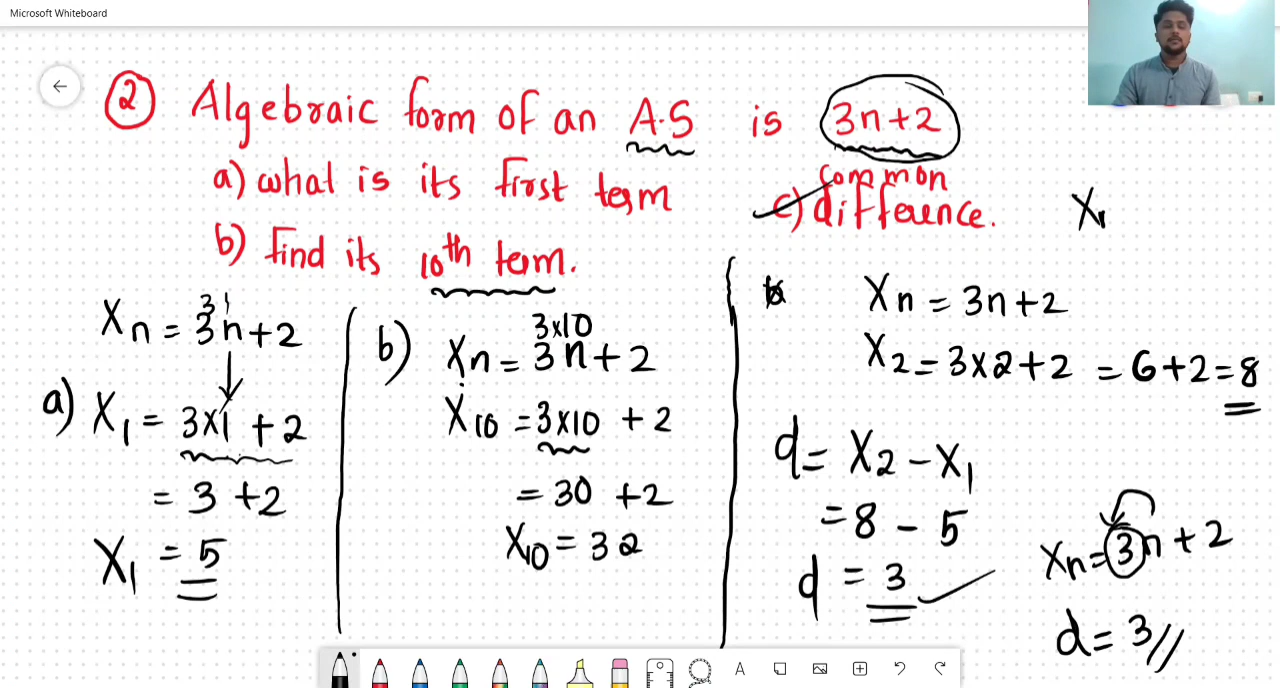 Microsoft Whiteboard
② Algebraic form of an A.S is 3n+2
a) what is its first term
b) find its 10th term.
c) common difference.
X1
Xn = 3n+2
3 1
a) X1 = 3x1 + 2
= 3 + 2
X1 = 5
b) Xn = 3n+2
3x10
X10 = 3x10 + 2
= 30 + 2
X10 = 32
Xn = 3n+2
X2 = 3x2+2 = 6+2 = 8
d = X2 - X1
= 8 - 5
d = 3
Xn = 3n+2
d = 3//
A